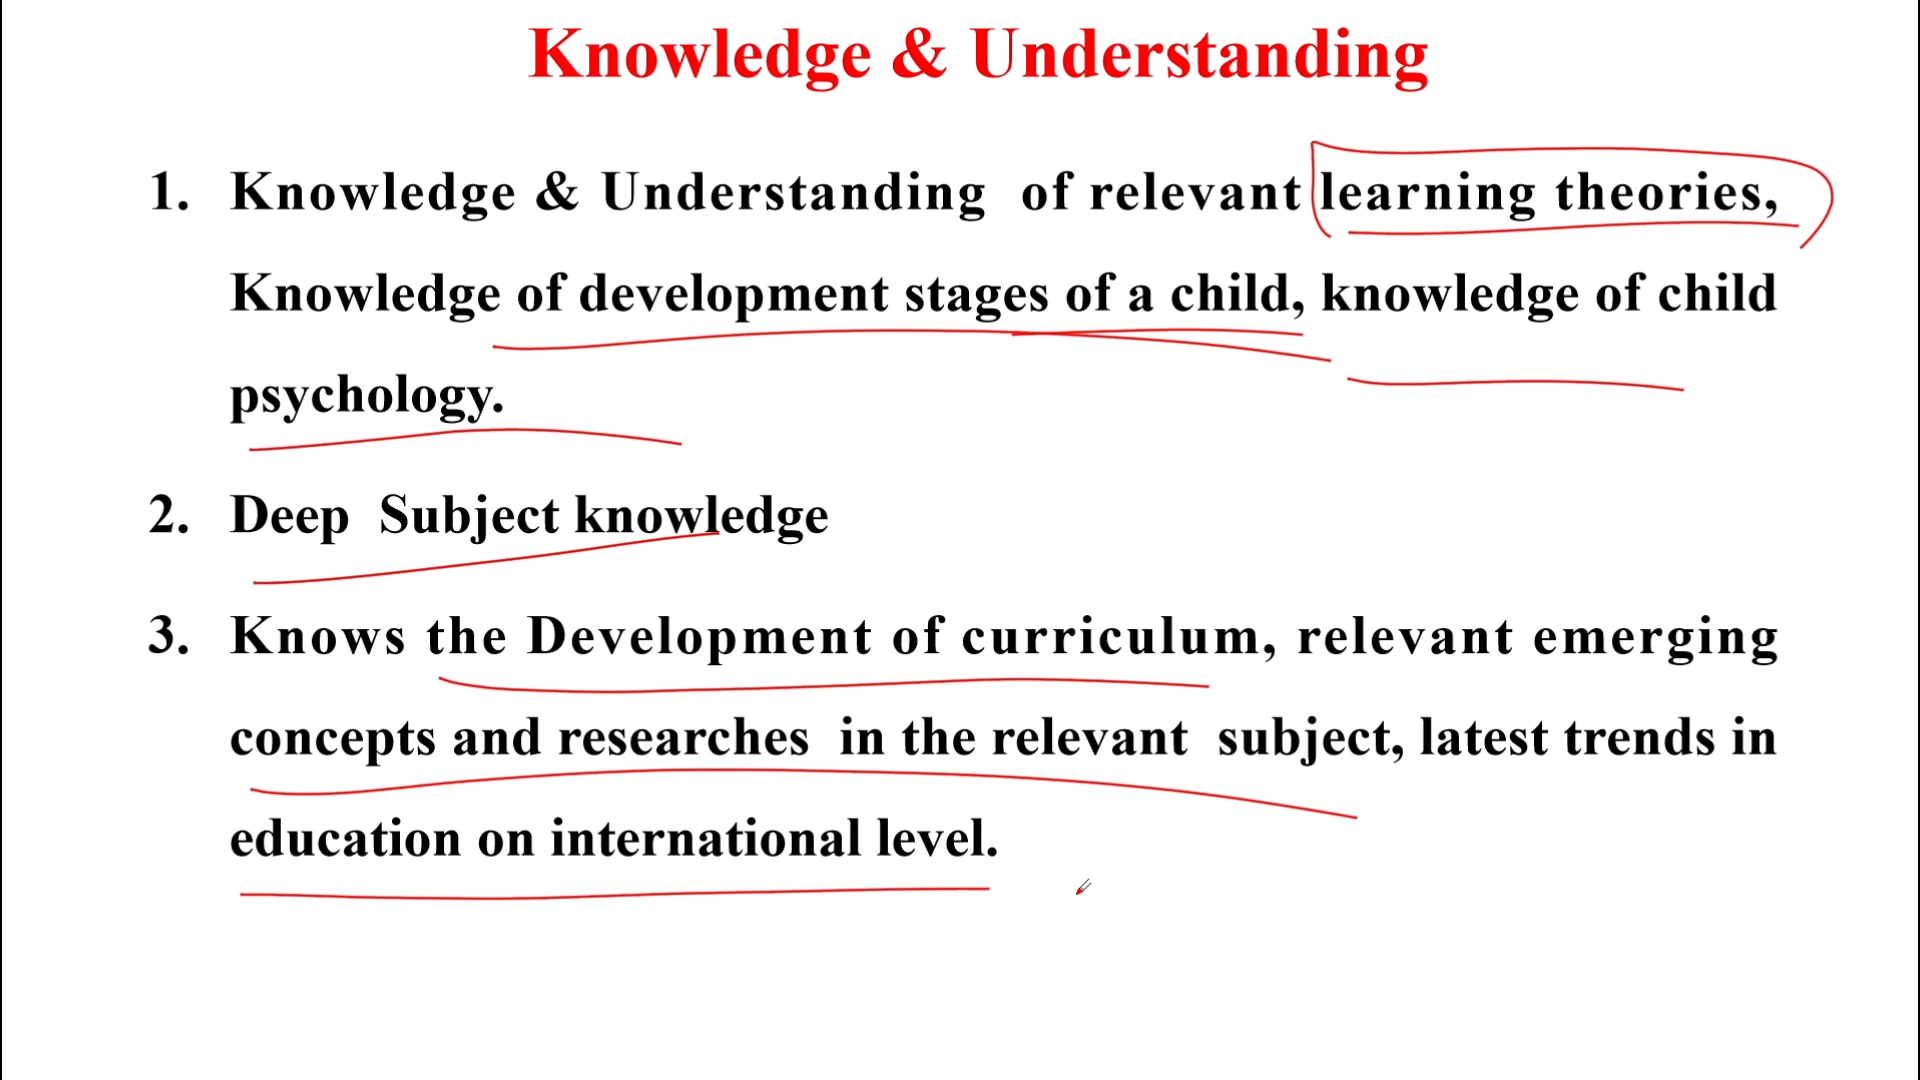 Knowledge & Understanding
1. Knowledge & Understanding of relevant learning theories,
Knowledge of development stages of a child, knowledge of child
psychology.
2. Deep Subject knowledge
3. Knows the Development of curriculum, relevant emerging
concepts and researches in the relevant subject, latest trends in
education on international level.